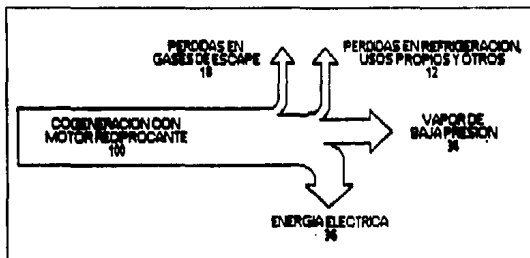 PERDIDAS EN
GASES DE ESCAPE
18
PERDIDAS EN REFRIGERACION,
USOS PROPIOS Y OTROS
12
COGENERACION CON
MOTOR RECIPROCANTE
100
VAPOR DE
BAJA PRESION
34
ENERGIA ELECTRICA
36